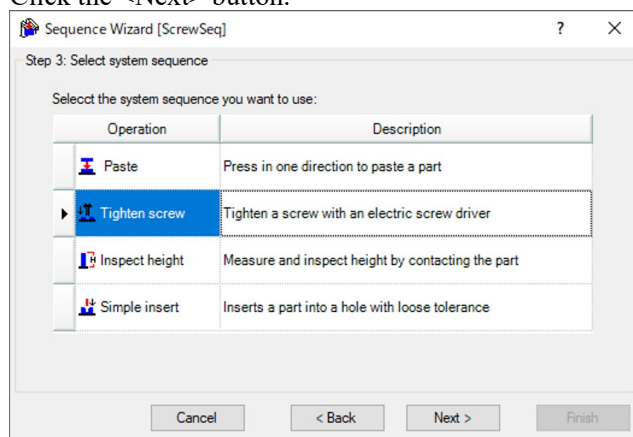 Click the <Next> button.
Sequence Wizard [ScrewSeq] ? ×
Step 3: Select system sequence
Selecct the system sequence you want to use:
Operation Description
Paste Press in one direction to paste a part
Tighten screw Tighten a screw with an electric screw driver
Inspect height Measure and inspect height by contacting the part
Simple insert Inserts a part into a hole with loose tolerance
Cancel < Back Next > Finish